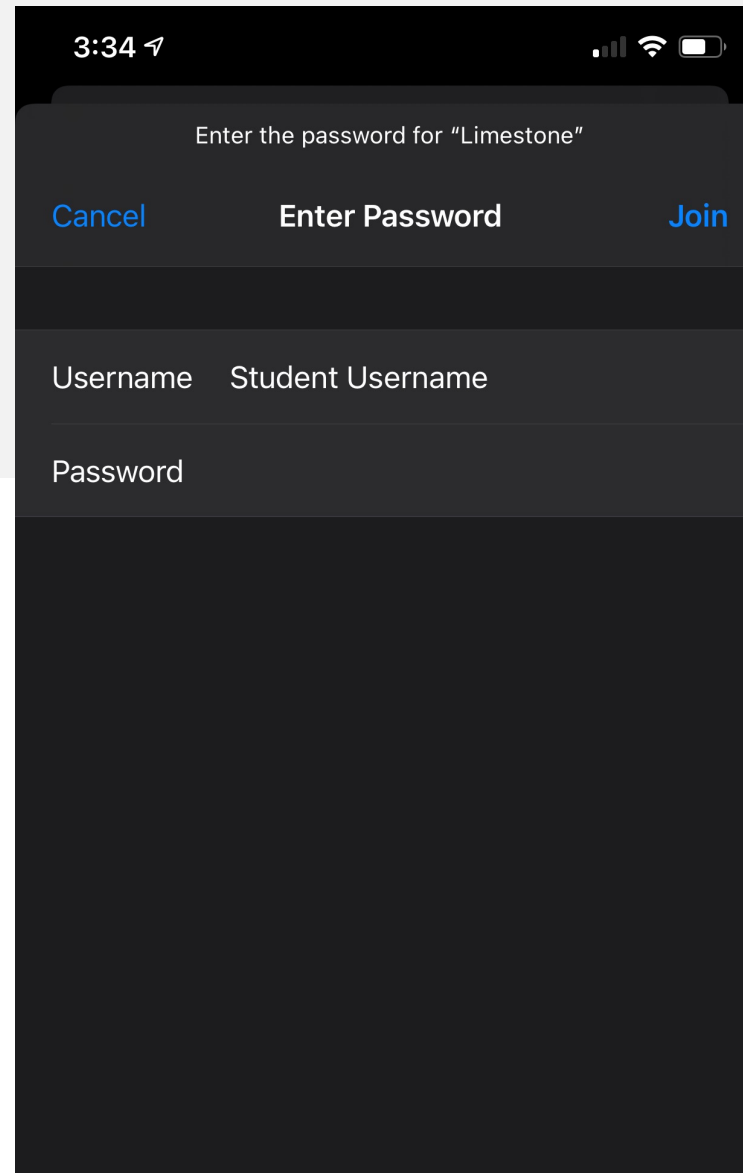 3:34
Enter the password for “Limestone”
Cancel Enter Password Join
Username Student Username
Password